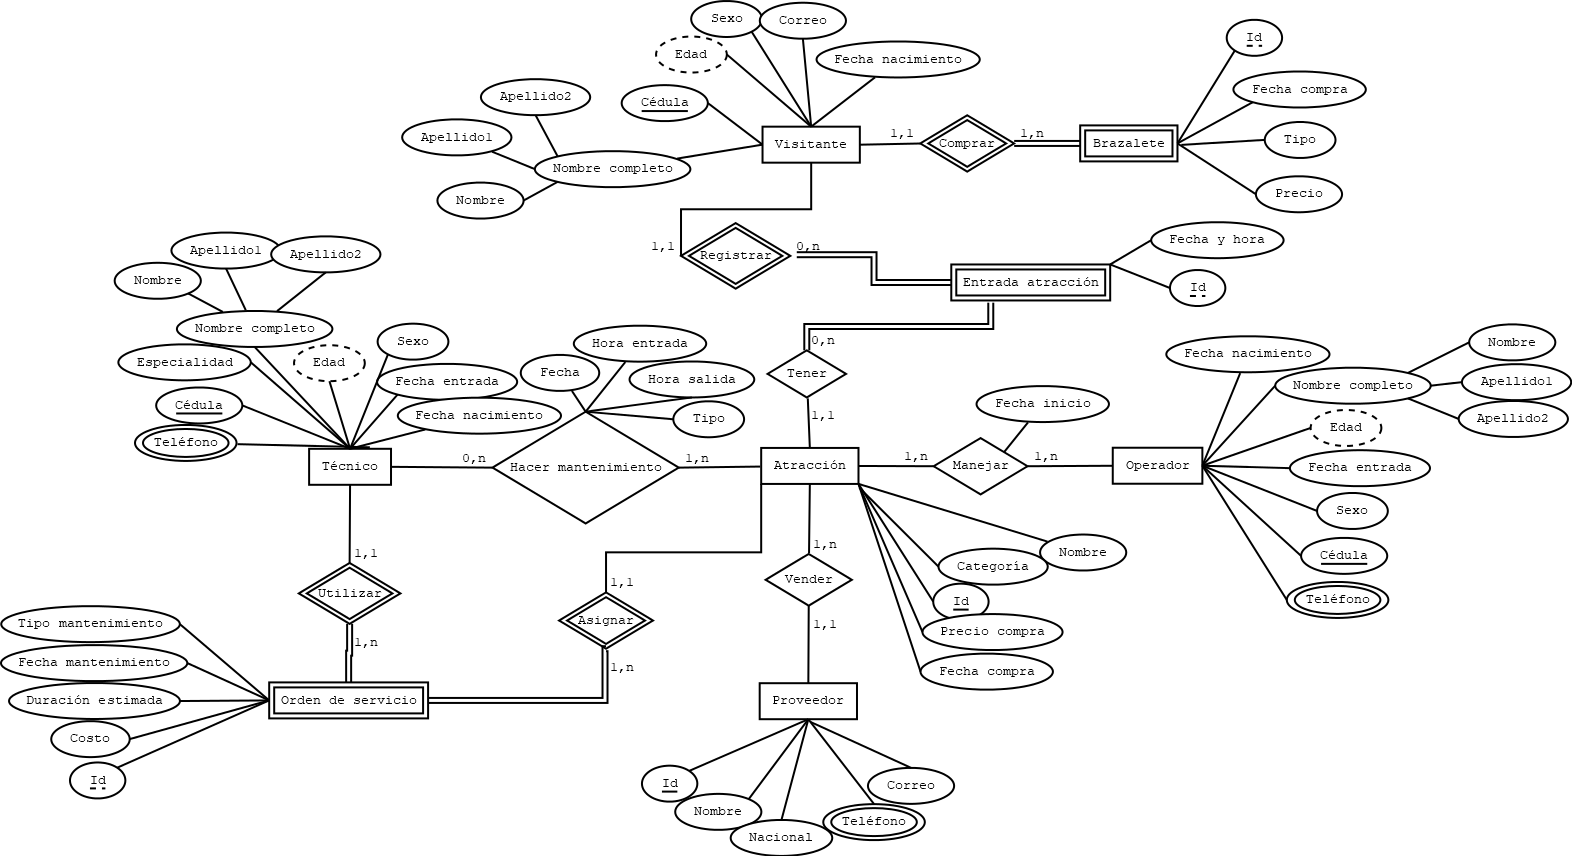 Sexo
Correo
Id
Edad
Fecha nacimiento
Fecha compra
Apellido2
Cédula
Apellido1
1,1
Comprar
1,n
Visitante
Brazalete
Tipo
Nombre completo
Nombre
Precio
Apellido1
Apellido2
1,1
Registrar
0,n
Fecha y hora
Nombre
Entrada atracción
Id
Nombre completo
Sexo
Hora entrada
0,n
Nombre
Fecha nacimiento
Especialidad
Edad
Fecha
Tener
Fecha entrada
Hora salida
Nombre completo
Apellido1
Cédula
Fecha nacimiento
Tipo
1,1
Fecha inicio
Apellido2
Teléfono
Edad
0,n
1,n
1,n
1,n
Técnico
Hacer mantenimiento
Atracción
Manejar
Operador
Fecha entrada
Sexo
1,1
1,n
Nombre
Cédula
Categoría
Vender
1,1
Utilizar
Id
Teléfono
Tipo mantenimiento
Asignar
1,1
Precio compra
1,n
Fecha mantenimiento
1,n
Fecha compra
Duración estimada
Orden de servicio
Proveedor
Costo
Id
Id
Correo
Nombre
Teléfono
Nacional